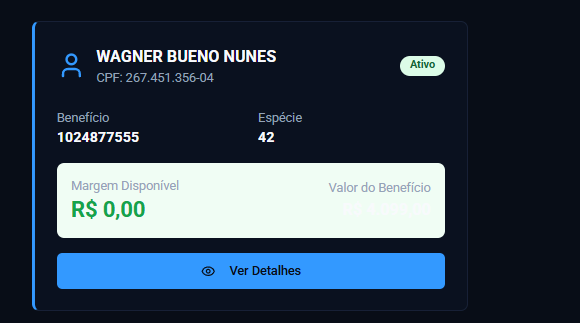 WAGNER BUENO NUNES
CPF: 267.451.356-04
Ativo
Benefício
Espécie
1024877555
42
Margem Disponível
Valor do Benefício
R$ 0,00
Ver Detalhes